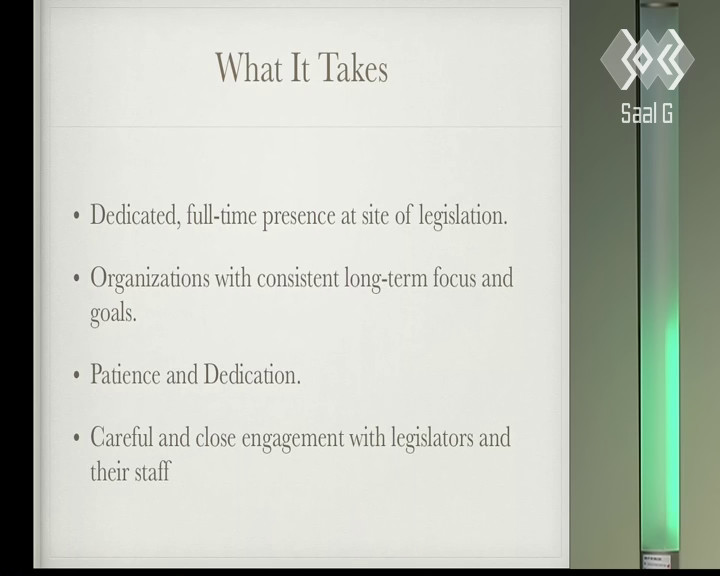 What It Takes
• Dedicated, full-time presence at site of legislation.
• Organizations with consistent long-term focus and
goals.
• Patience and Dedication.
• Careful and close engagement with legislators and
their staff
Saal G